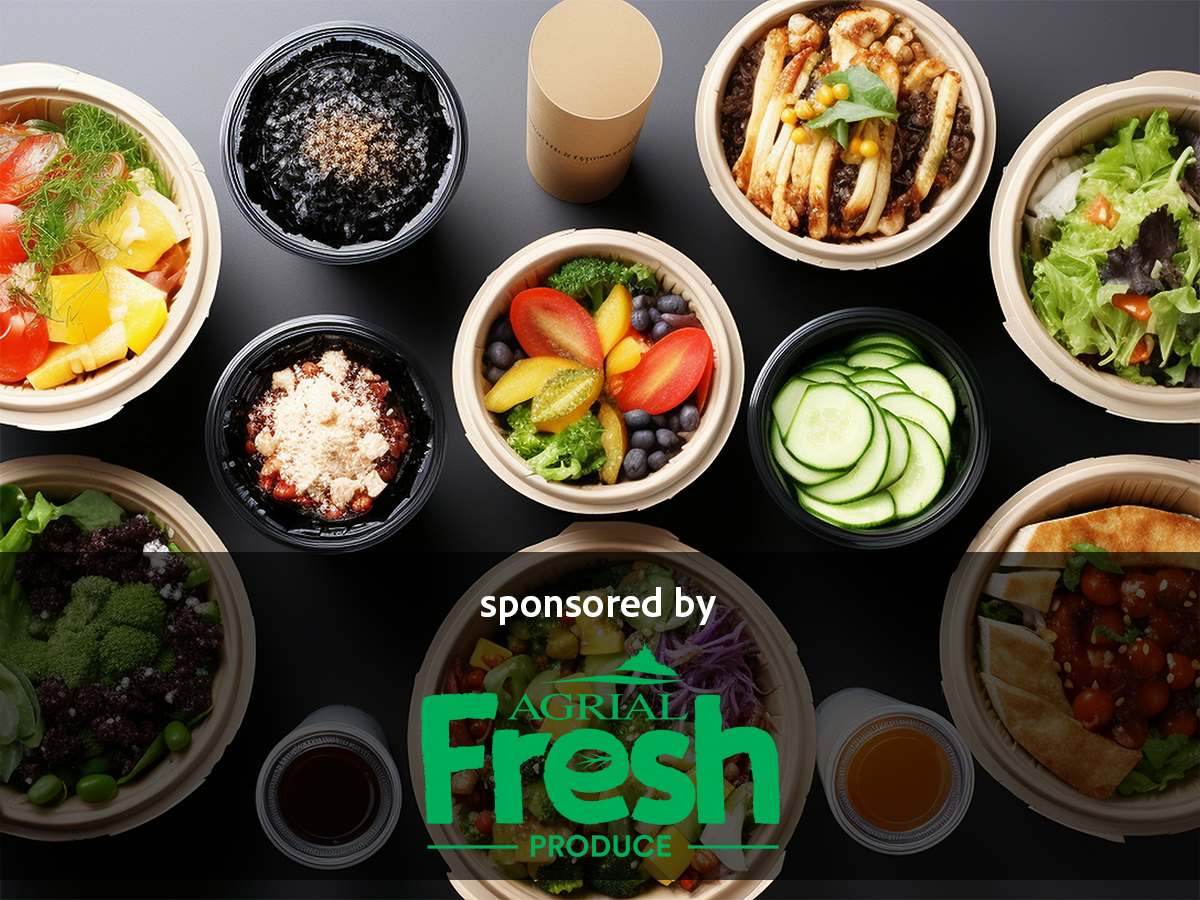 sponsored by
AGRIAL
Fresh
PRODUCE